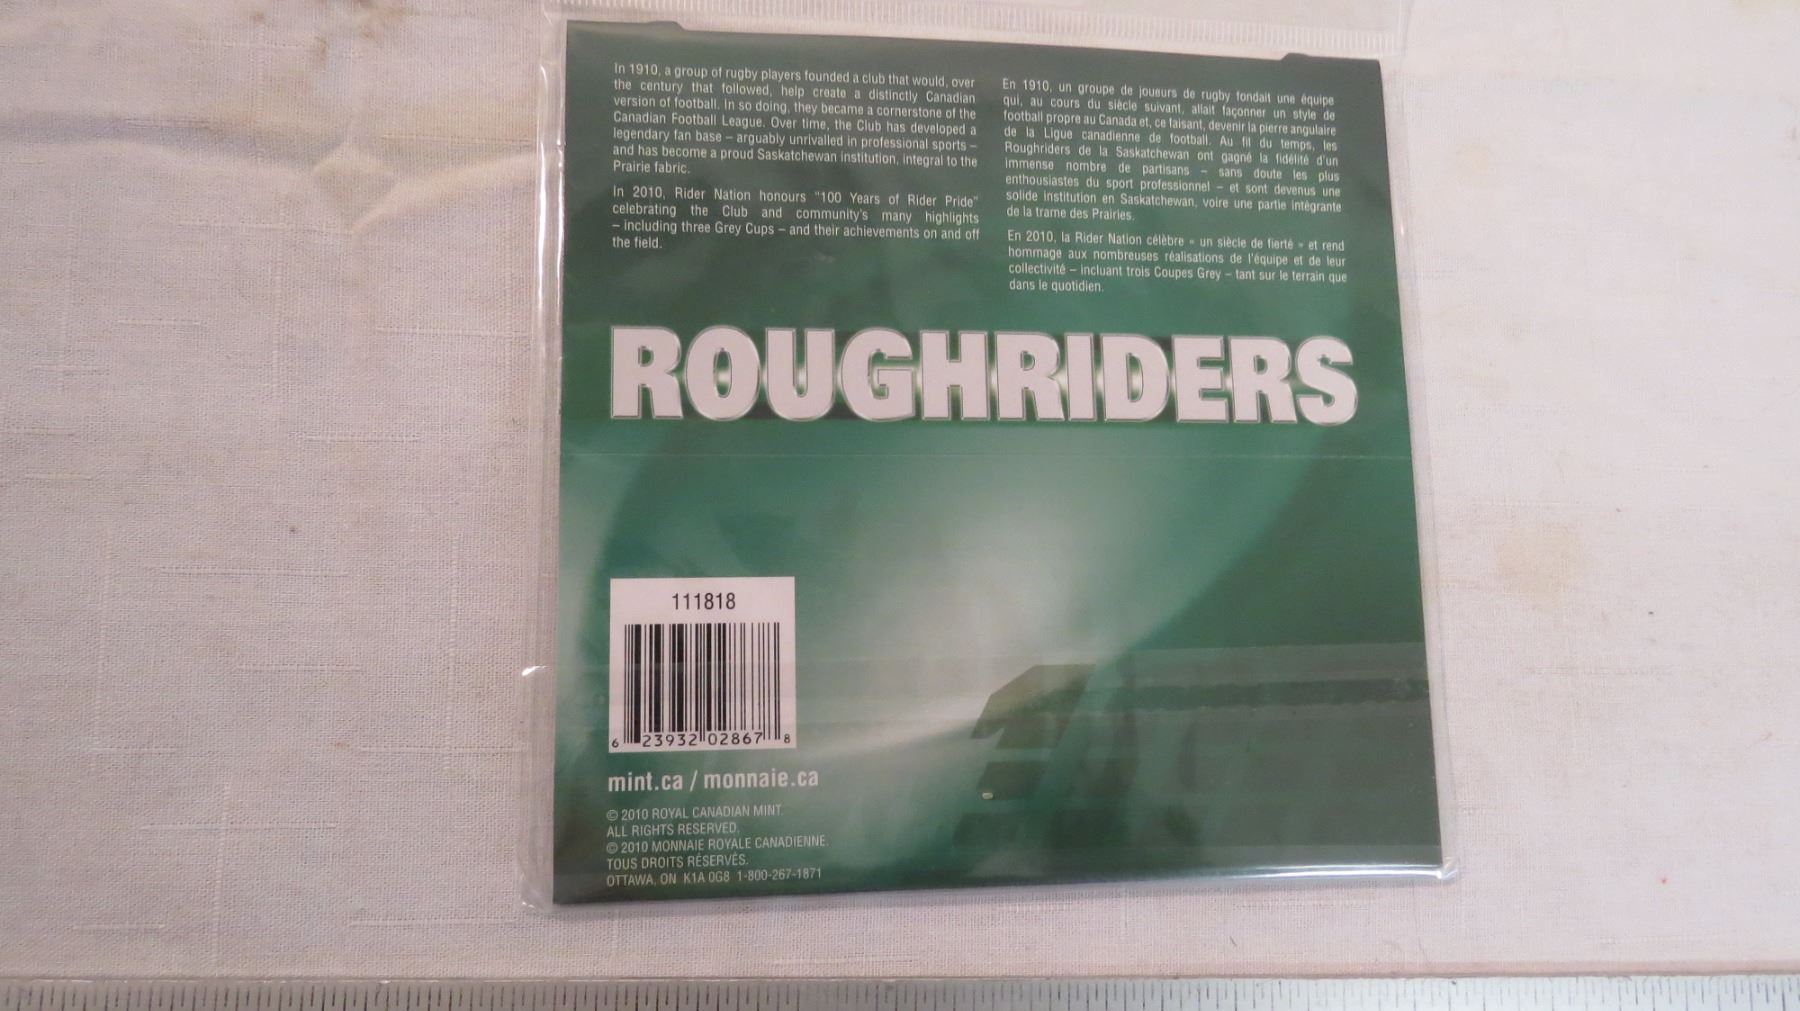 In 1910, a group of rugby players founded a club that would, over
the century that followed, help create a distinctly Canadian
version of football. In so doing, they became a cornerstone of the
Canadian Football League. Over time, the Club has developed a
legendary fan base – arguably unrivalled in professional sports –
and has become a proud Saskatchewan institution, integral to the
Prairie fabric.
In 2010, Rider Nation honours "100 Years of Rider Pride"
celebrating the Club and community's many highlights
– including three Grey Cups – and their achievements on and off
the field.
En 1910, un groupe de joueurs de rugby fondait une équipe
qui, au cours du siècle suivant, allait façonner un style de
football propre au Canada et, ce faisant, devenir la pierre angulaire
de la Ligue canadienne de football. Au fil du temps, les
Roughriders de la Saskatchewan ont gagné la fidélité d'un
immense nombre de partisans – sans doute les plus
enthousiastes du sport professionnel – et sont devenus une
solide institution en Saskatchewan, voire une partie intégrante
de la trame des Prairies.
En 2010, la Rider Nation célèbre « un siècle de fierté » et rend
hommage aux nombreuses réalisations de l'équipe et de leur
collectivité – incluant trois Coupes Grey – tant sur le terrain que
dans le quotidien.
ROUGHRIDERS
111818
6 23932 02867 8
mint.ca / monnaie.ca
© 2010 ROYAL CANADIAN MINT.
ALL RIGHTS RESERVED.
© 2010 MONNAIE ROYALE CANADIENNE.
TOUS DROITS RÉSERVÉS.
OTTAWA, ON K1A 0G8 1-800-267-1871